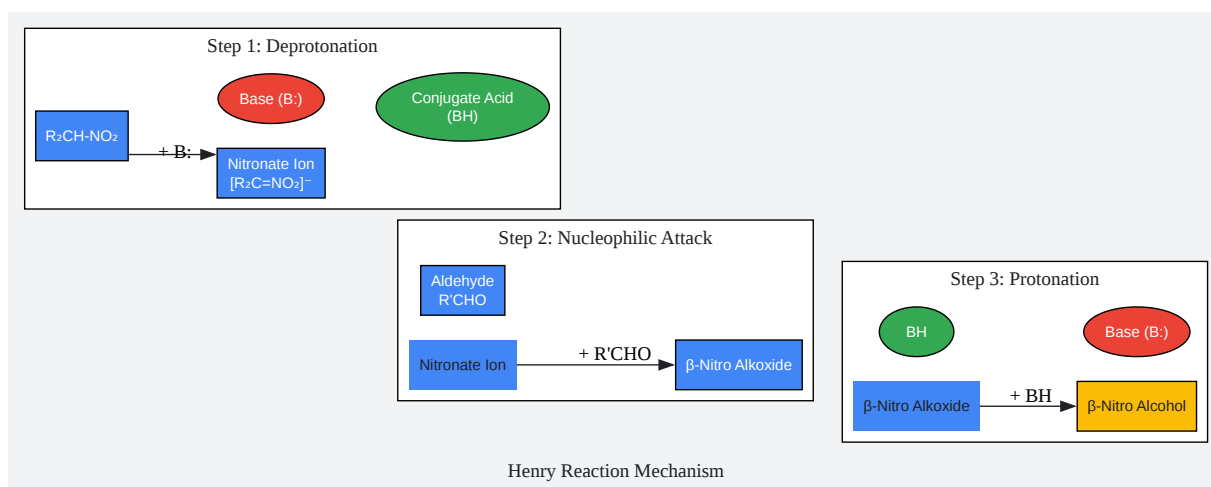 Step 1: Deprotonation
Base (B:)
Conjugate Acid
(BH)
R₂CH-NO₂
+ B:
Nitronate Ion
[R₂C=NO₂]⁻
Step 2: Nucleophilic Attack
Aldehyde
R'CHO
Nitronate Ion
+ R'CHO
β-Nitro Alkoxide
Step 3: Protonation
BH
Base (B:)
β-Nitro Alkoxide
+ BH
β-Nitro Alcohol
Henry Reaction Mechanism